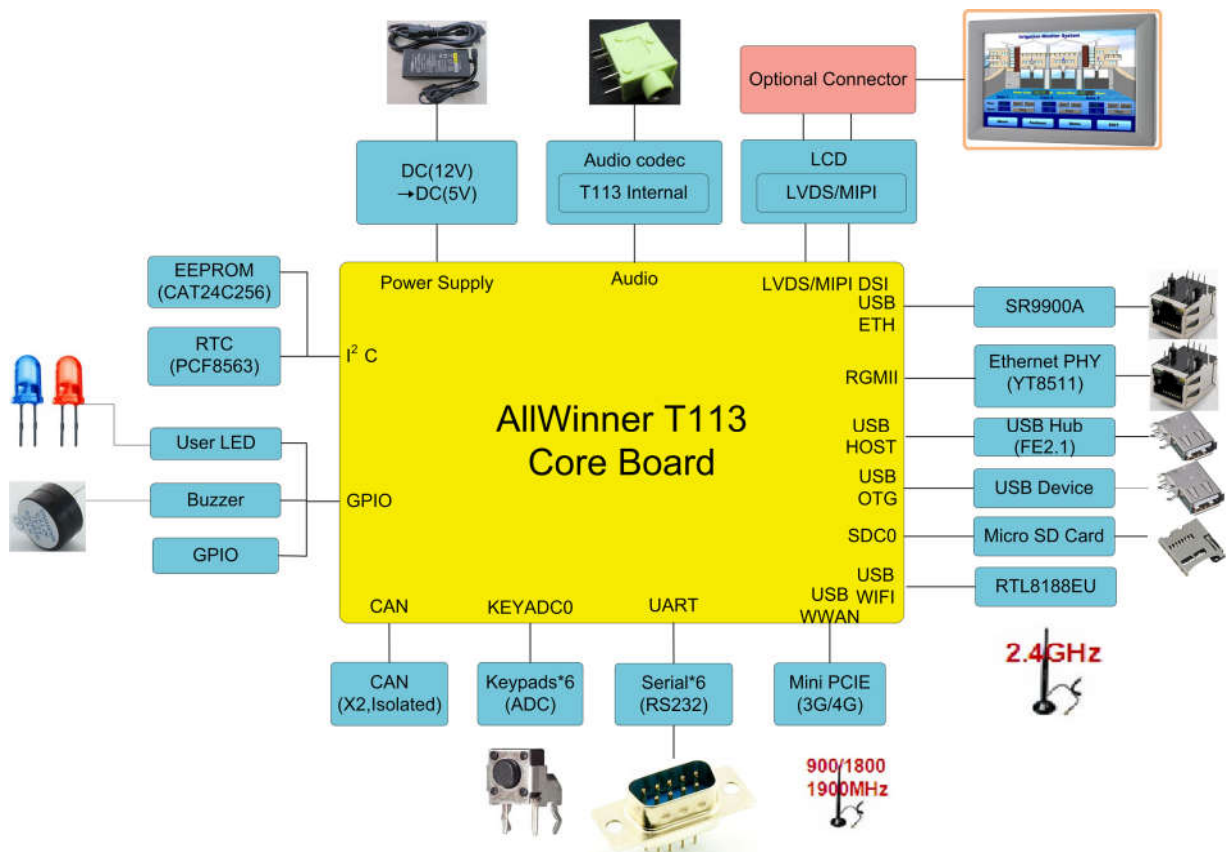 Irrigation Monitor System
Optional Connector
DC(12V)
→DC(5V)
Audio codec
T113 Internal
LCD
LVDS/MIPI
EEPROM
(CAT24C256)
RTC
(PCF8563)
User LED
Buzzer
GPIO
Power Supply
Audio
LVDS/MIPI DSI
USB
ETH
I² C
RGMII
AllWinner T113
Core Board
USB
HOST
GPIO
USB
OTG
SDC0
USB
WIFI
CAN
KEYADC0
UART
USB
WWAN
SR9900A
Ethernet PHY
(YT8511)
USB Hub
(FE2.1)
USB Device
Micro SD Card
RTL8188EU
2.4GHz
CAN
(X2,Isolated)
Keypads*6
(ADC)
Serial*6
(RS232)
Mini PCIE
(3G/4G)
900/1800
1900MHz